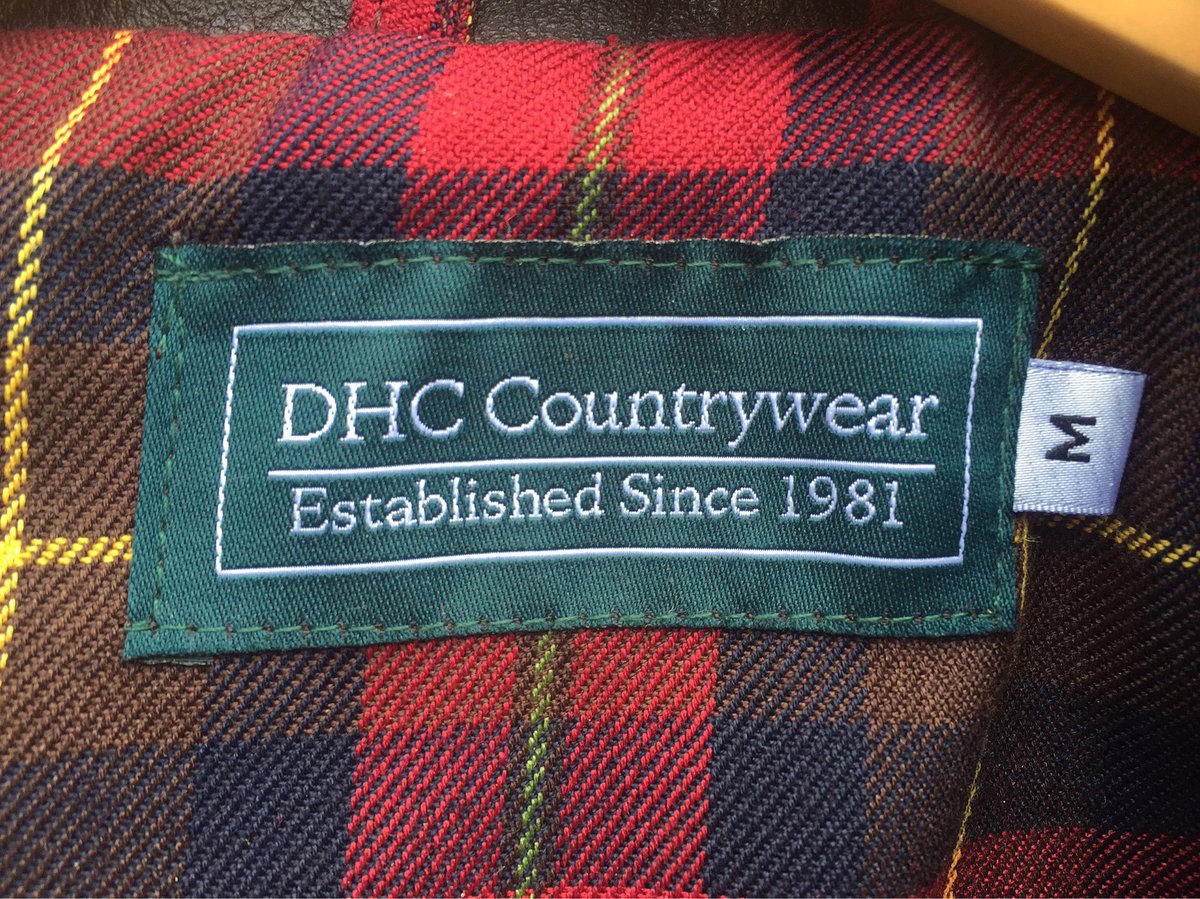 DHC Countrywear
Established Since 1981
M